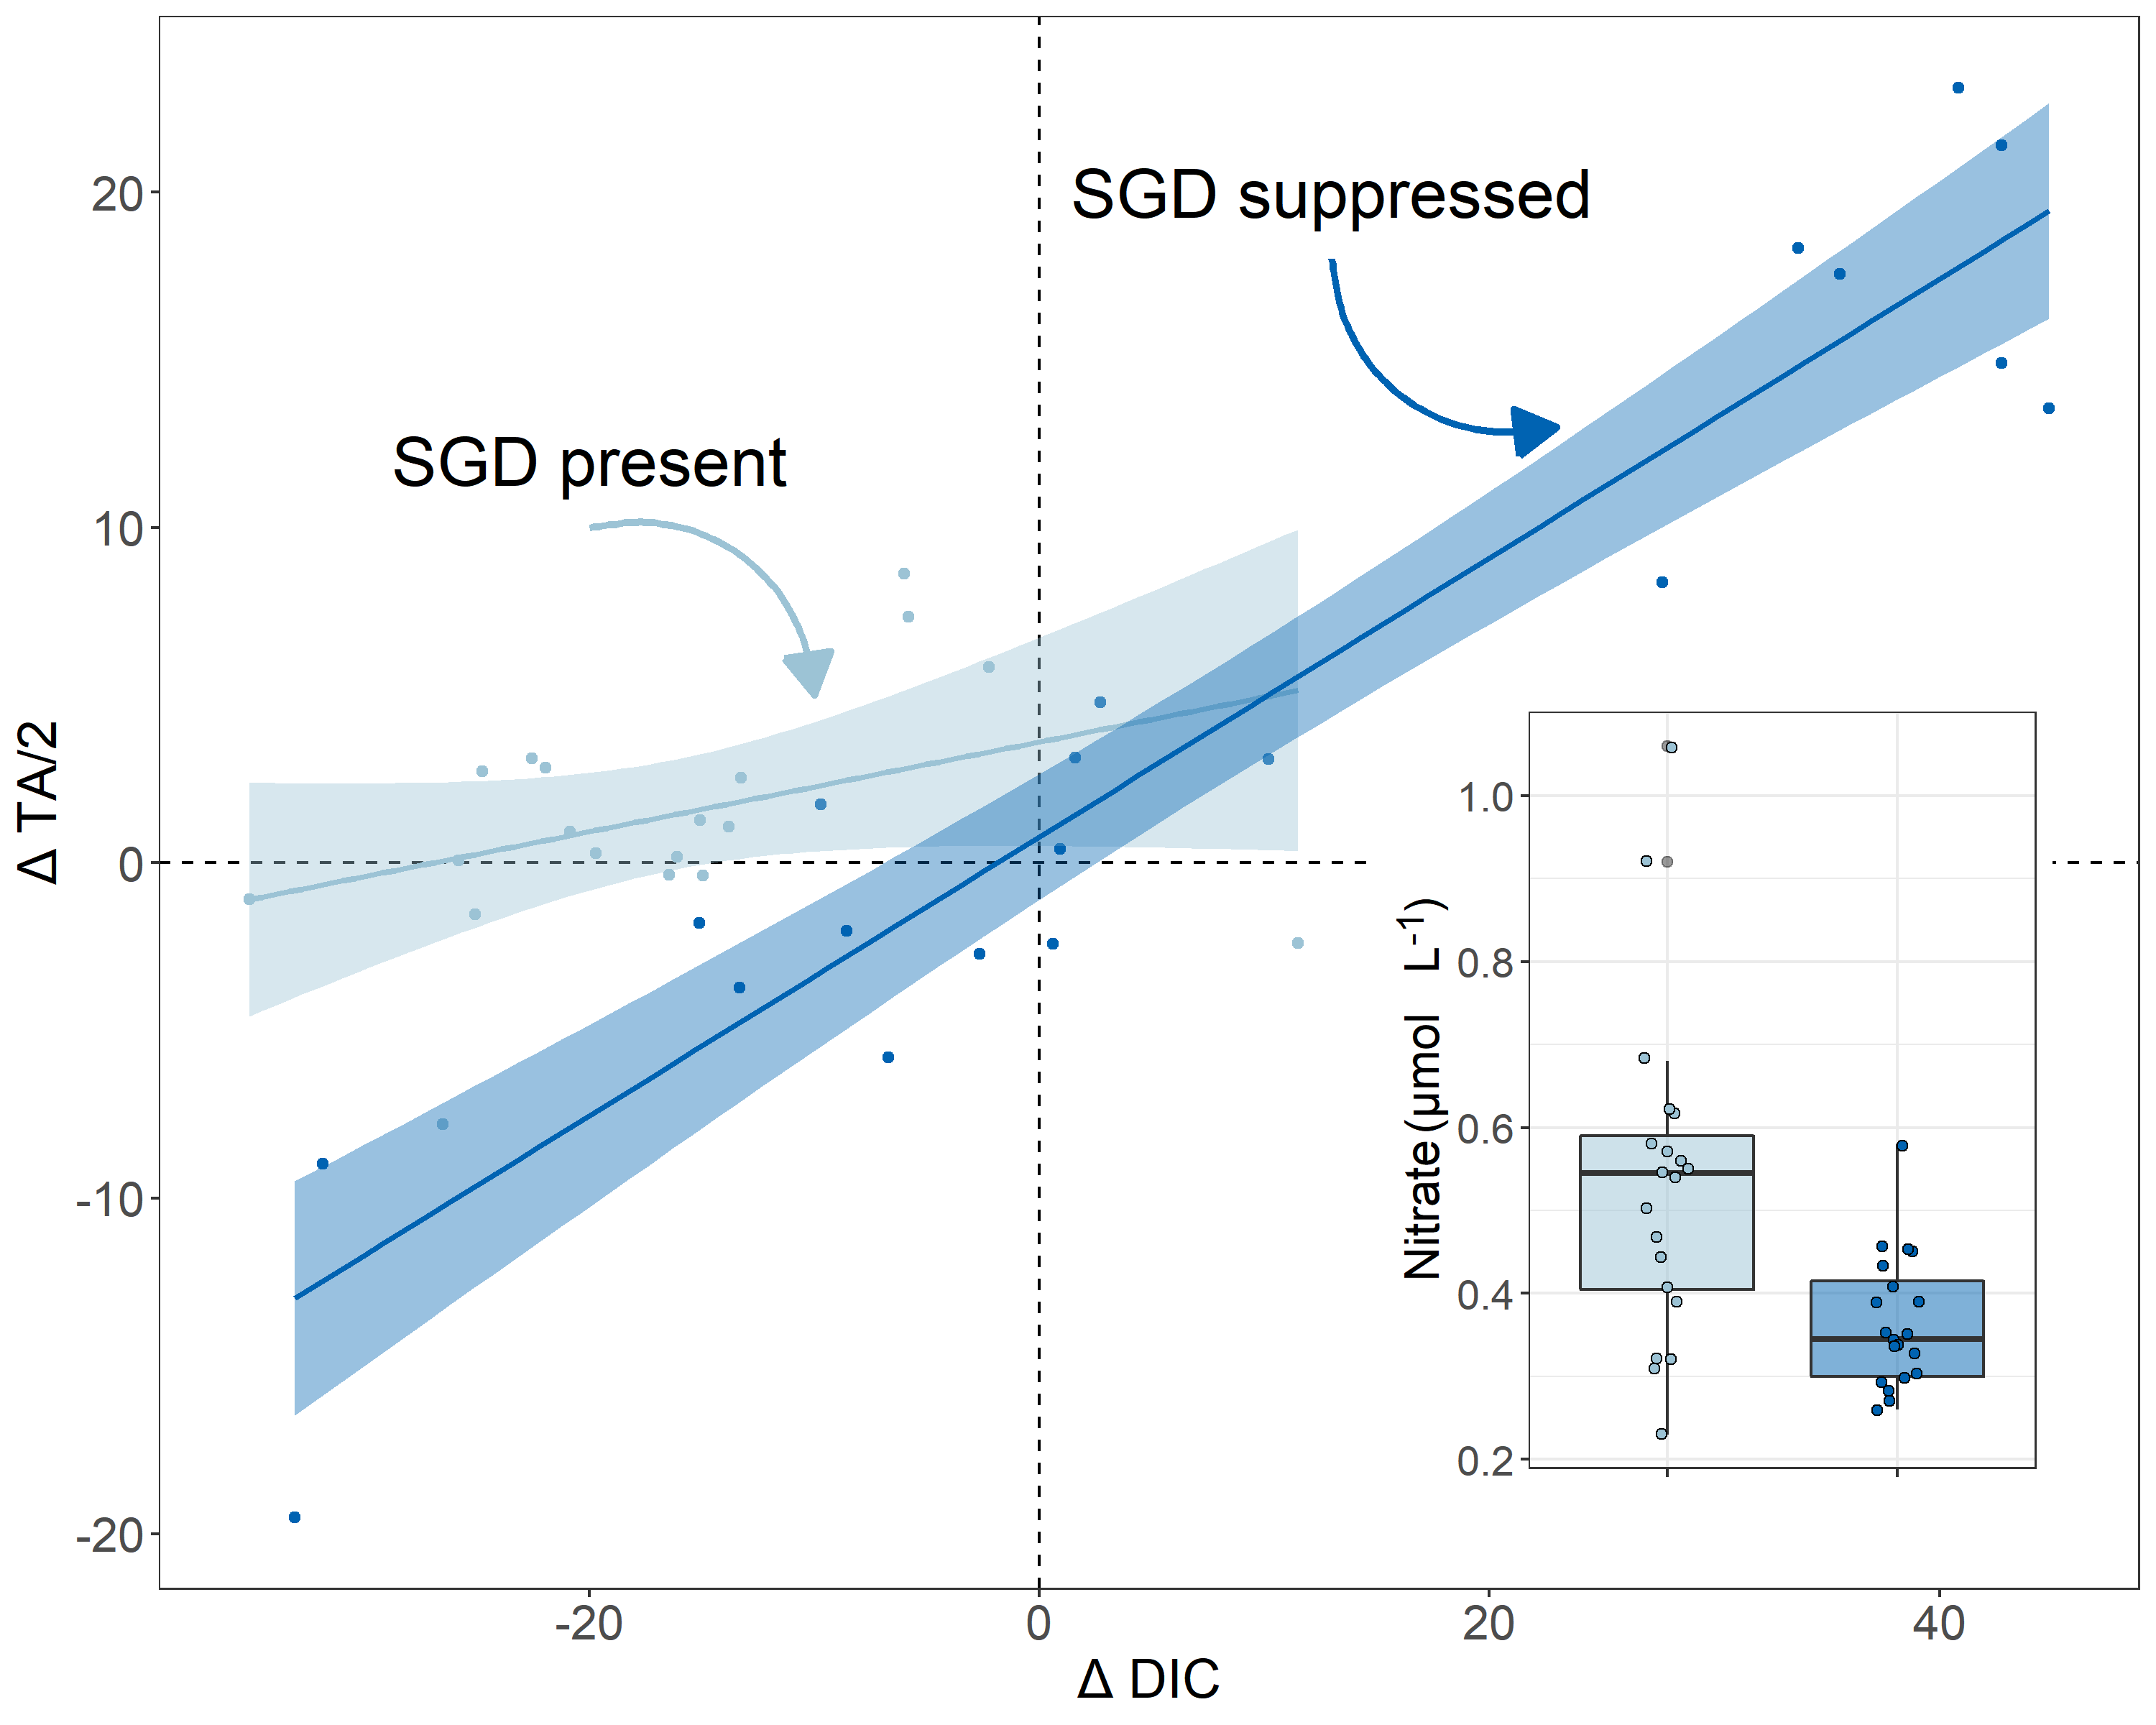 SGD suppressed
SGD present
Δ TA/2
20
10
0
-10
-20
-20
0
20
40
Δ DIC
Nitrate (µmol L-1)
1.0
0.8
0.6
0.4
0.2